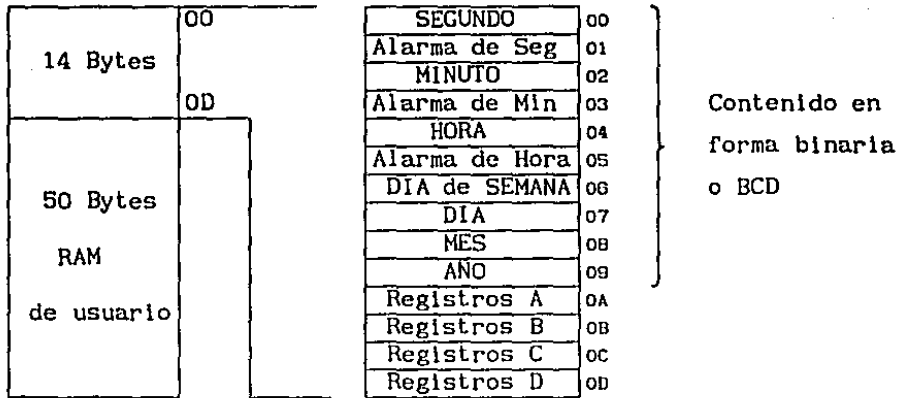 14 Bytes
00
0D
50 Bytes
RAM
de usuario
SEGUNDO 00
Alarma de Seg 01
MINUTO 02
Alarma de Min 03
HORA 04
Alarma de Hora 05
DIA de SEMANA 06
DIA 07
MES 08
AÑO 09
Registros A 0A
Registros B 0B
Registros C 0C
Registros D 0D
Contenido en
forma binaria
o BCD